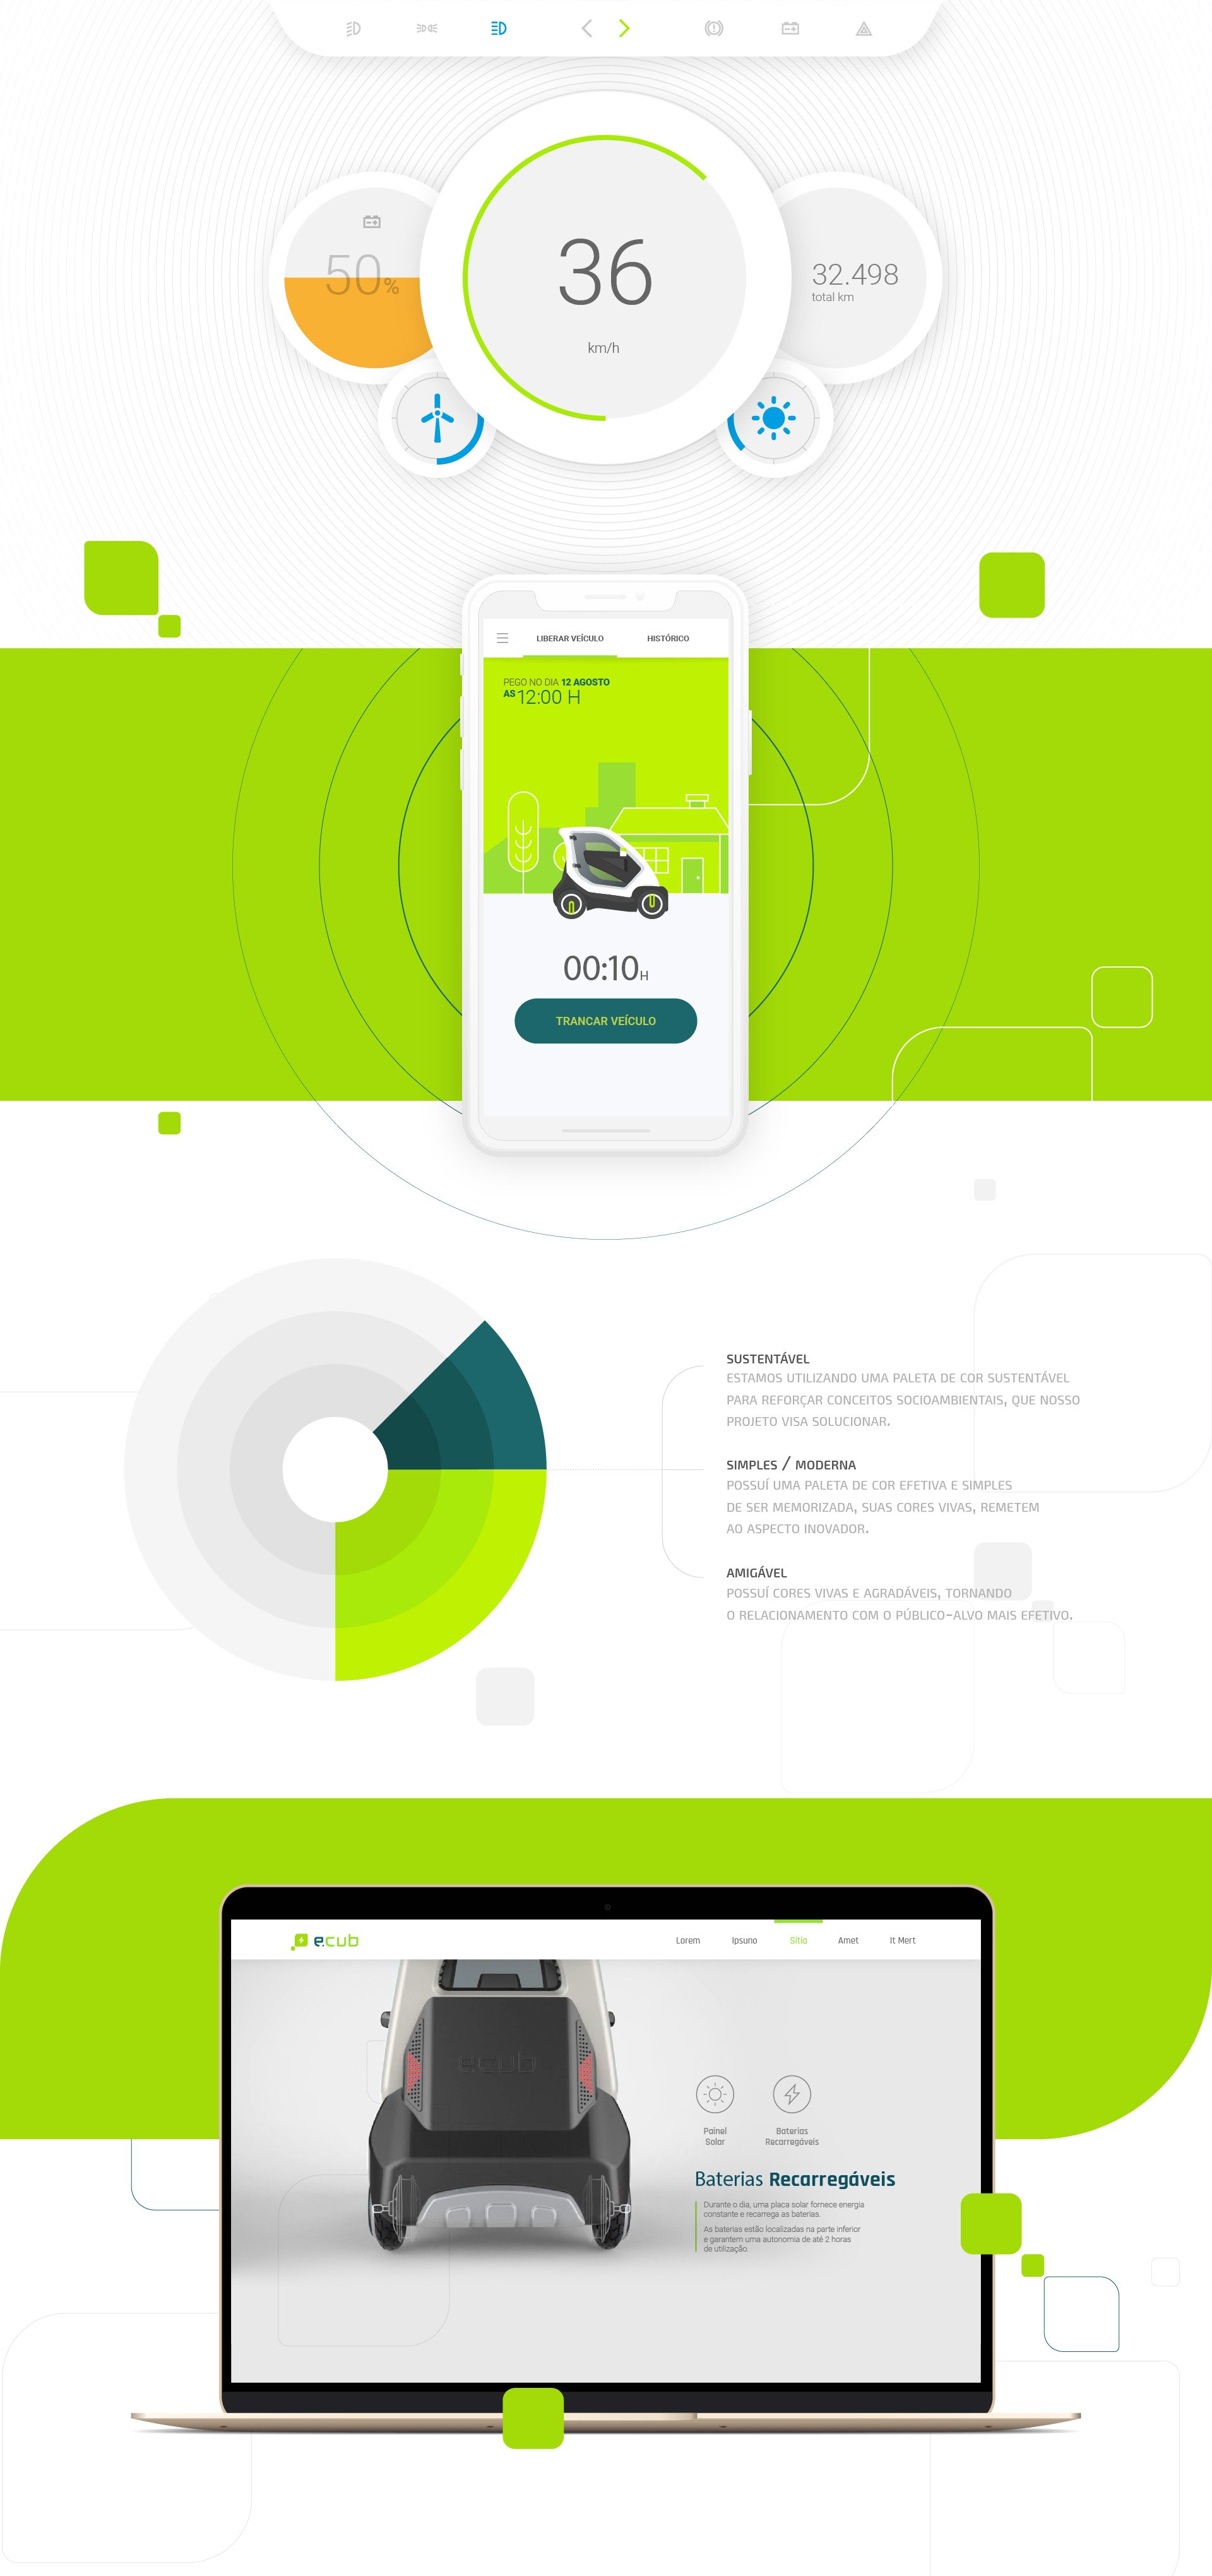 50%
36
km/h
32.498
total km
LIBERAR VEÍCULO
HISTÓRICO
PEGO NO DIA 12 AGOSTO
AS 12:00 H
00:10 H
TRANCAR VEÍCULO
SUSTENTÁVEL
ESTAMOS UTILIZANDO UMA PALETA DE COR SUSTENTÁVEL
PARA REFORÇAR CONCEITOS SOCIOAMBIENTAIS, QUE NOSSO
PROJETO VISA SOLUCIONAR.
SIMPLES / MODERNA
POSSUÍ UMA PALETA DE COR EFETIVA E SIMPLES
DE SER MEMORIZADA, SUAS CORES VIVAS, REMETEM
AO ASPECTO INOVADOR.
AMIGÁVEL
POSSUÍ CORES VIVAS E AGRADÁVEIS, TORNANDO
O RELACIONAMENTO COM O PÚBLICO-ALVO MAIS EFETIVO.
e.cub
Lorem
Ipsuna
Sitia
Amet
It Mert
e.cub
Painel
Solar
Baterias
Recarregáveis
Baterias Recarregáveis
Durante o dia, uma placa solar fornece energia
constante e recarrega as baterias.
As baterias estão localizadas na parte inferior
e garantem uma autonomia de até 2 horas
de utilização.